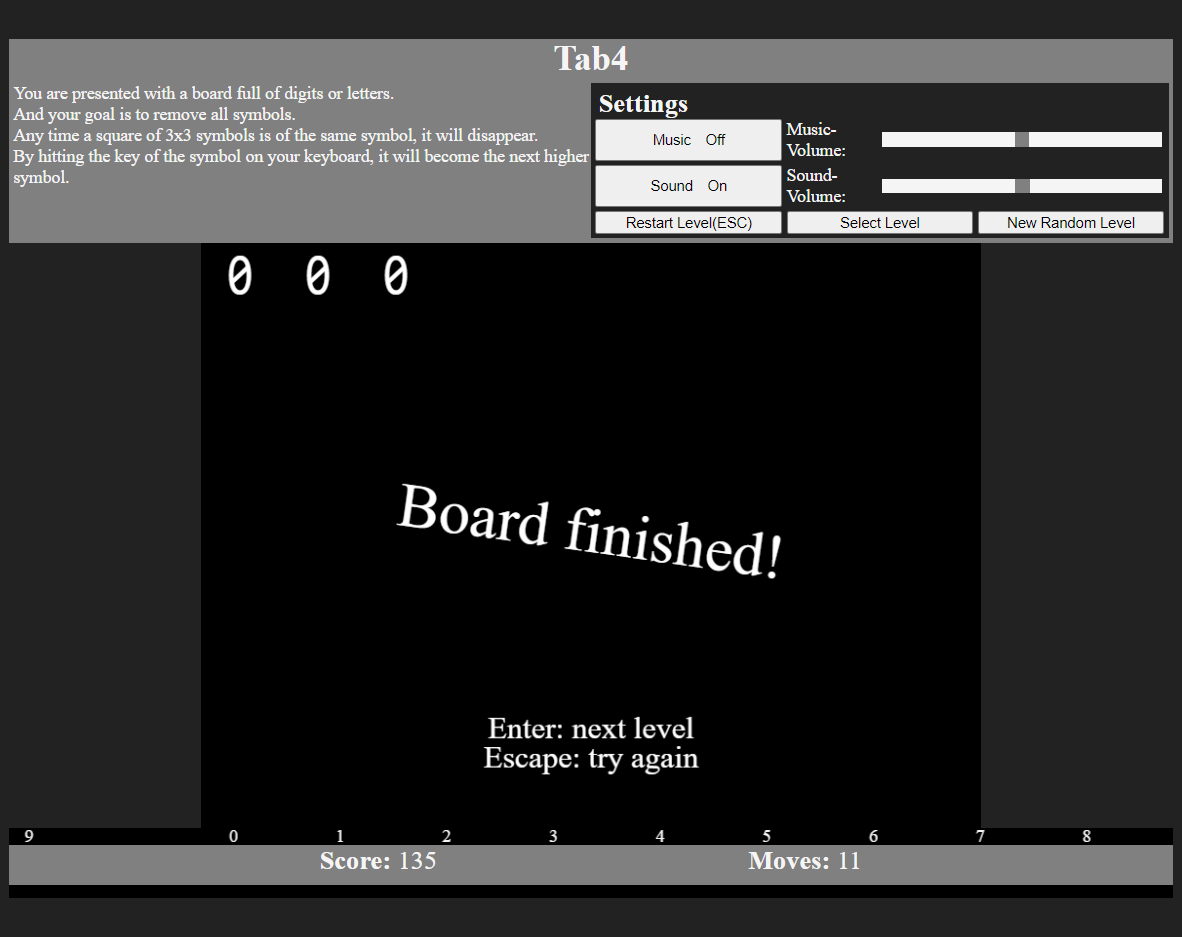 Tab4
You are presented with a board full of digits or letters.
And your goal is to remove all symbols.
Any time a square of 3x3 symbols is of the same symbol, it will disappear.
By hitting the key of the symbol on your keyboard, it will become the next higher
symbol.
Settings
Music Off
Music-
Volume:
Sound On
Sound-
Volume:
Restart Level(ESC) Select Level New Random Level
0 0 0
Board finished!
Enter: next level
Escape: try again
9 0 1 2 3 4 5 6 7 8
Score: 135 Moves: 11